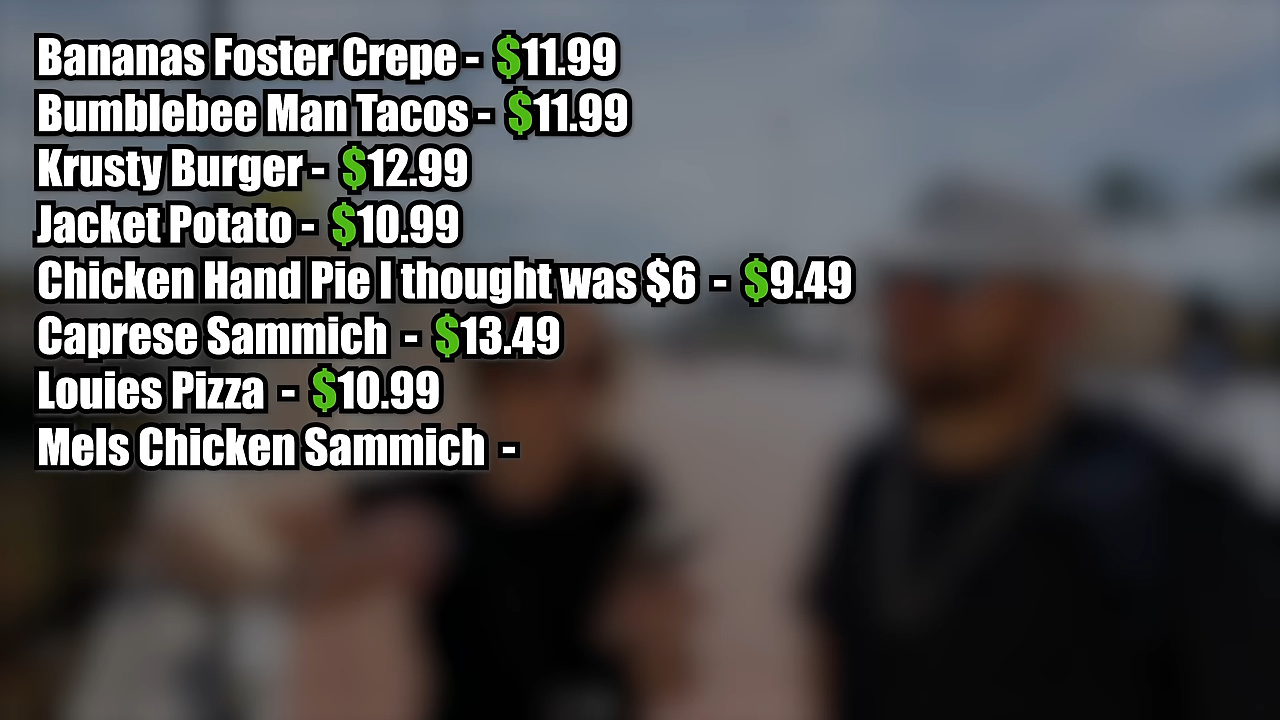 Bananas Foster Crepe - $11.99
Bumblebee Man Tacos - $11.99
Krusty Burger - $12.99
Jacket Potato - $10.99
Chicken Hand Pie I thought was $6 - $9.49
Caprese Sammich - $13.49
Louies Pizza - $10.99
Mels Chicken Sammich -